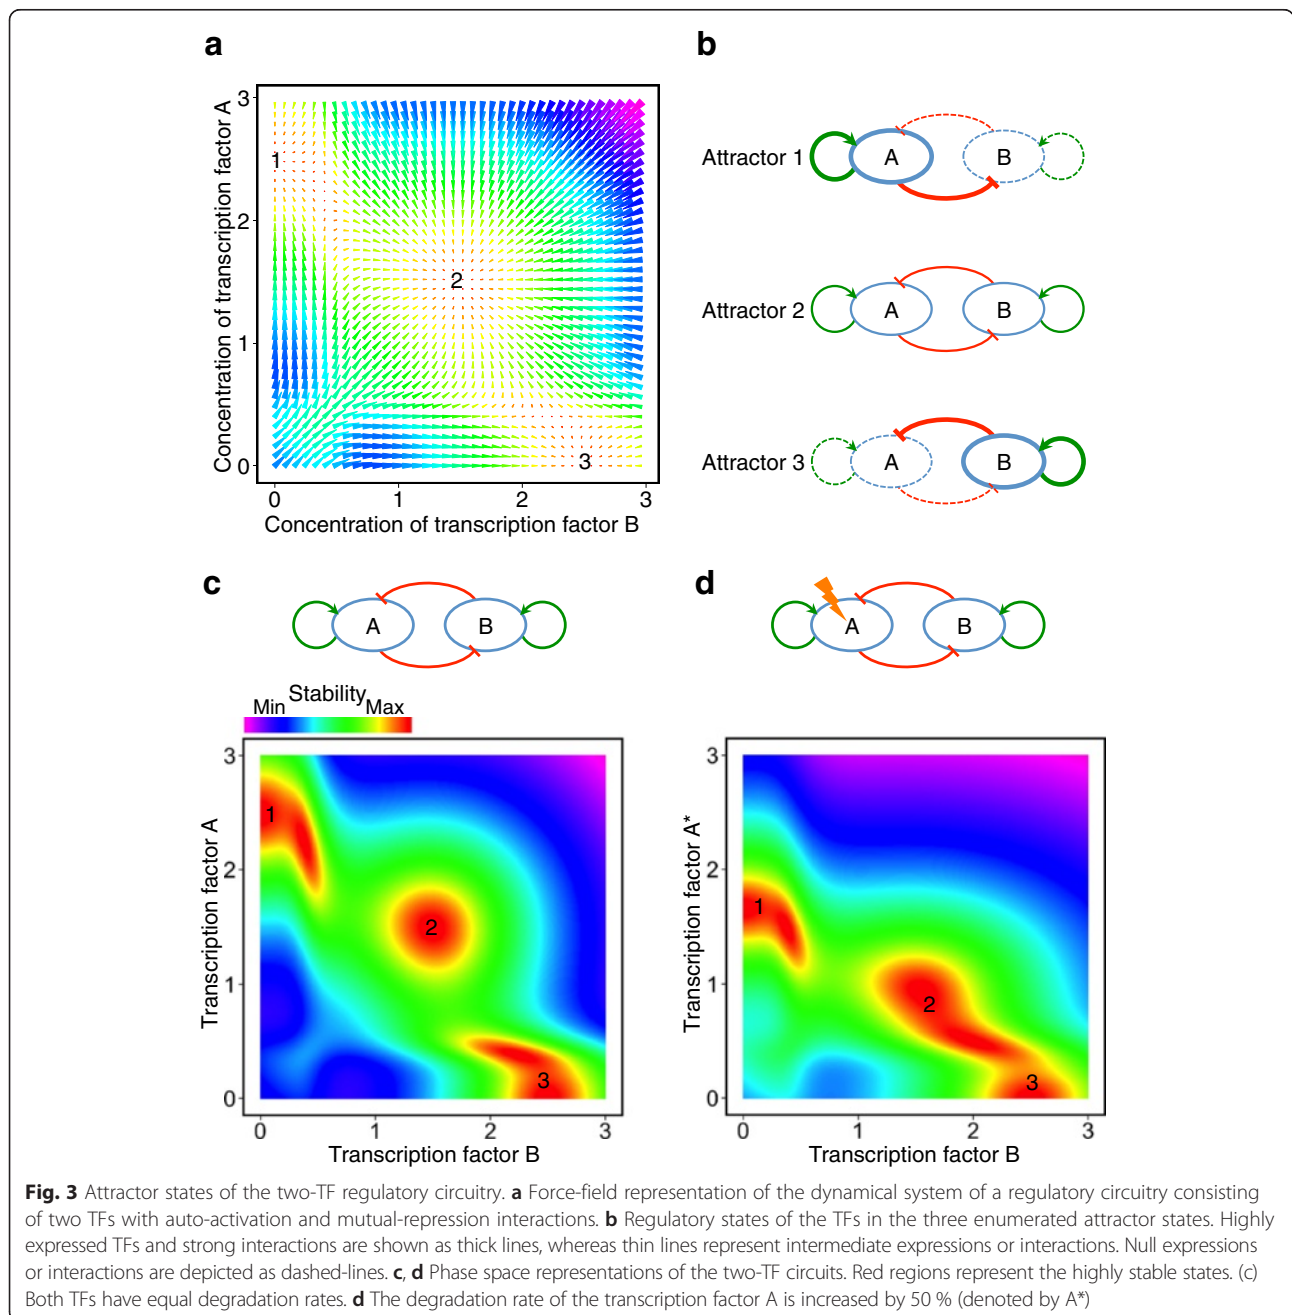 a
Concentration of transcription factor A
3
2
1
0
1
2
3
0
1
2
3
Concentration of transcription factor B
b
Attractor 1
A
B
Attractor 2
A
B
Attractor 3
A
B
c
A
B
Stability
Min
Max
Transcription factor A
3
2
1
0
1
2
3
0
1
2
3
Transcription factor B
d
A
B
Transcription factor A*
3
2
1
0
1
2
3
0
1
2
3
Transcription factor B
Fig. 3 Attractor states of the two-TF regulatory circuitry. a Force-field representation of the dynamical system of a regulatory circuitry consisting
of two TFs with auto-activation and mutual-repression interactions. b Regulatory states of the TFs in the three enumerated attractor states. Highly
expressed TFs and strong interactions are shown as thick lines, whereas thin lines represent intermediate expressions or interactions. Null expressions
or interactions are depicted as dashed-lines. c, d Phase space representations of the two-TF circuits. Red regions represent the highly stable states. (c)
Both TFs have equal degradation rates. d The degradation rate of the transcription factor A is increased by 50 % (denoted by A*)